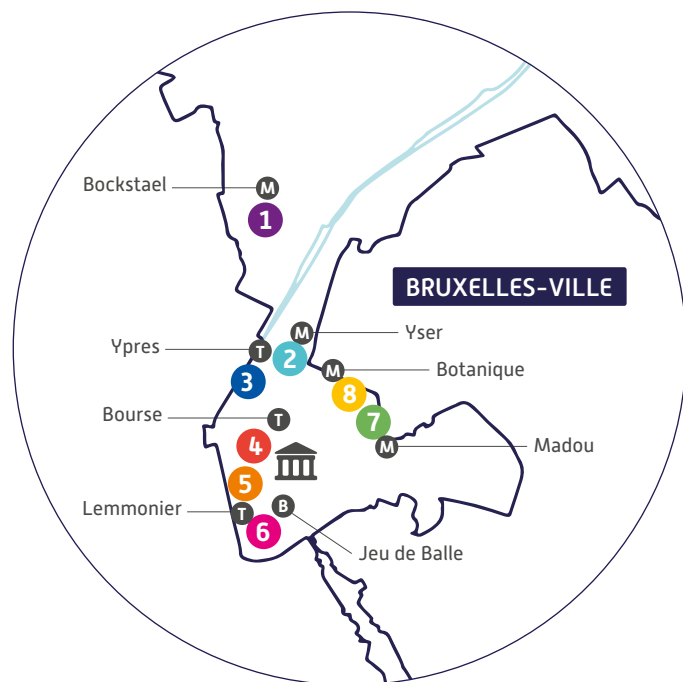 Bockstael
M
1
BRUXELLES-VILLE
Ypres
T
M
Yser
2
3
M
Botanique
8
Bourse
T
7
4
M
Madou
5
Lemmonier
T
B
6
Jeu de Balle